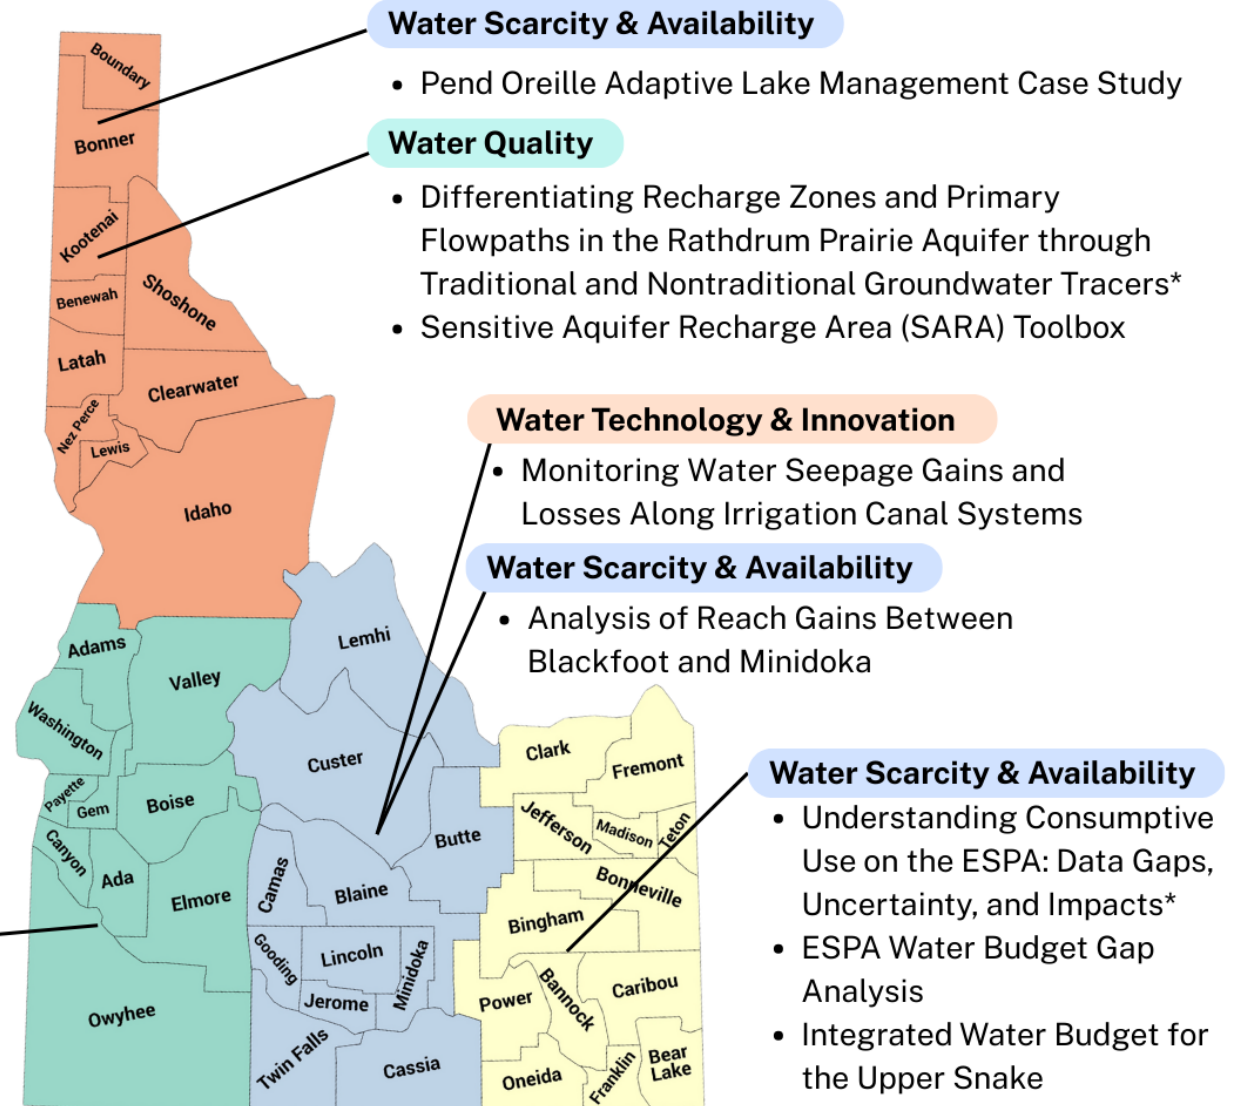 Water Scarcity & Availability
• Pend Oreille Adaptive Lake Management Case Study
Water Quality
• Differentiating Recharge Zones and Primary
Flowpaths in the Rathdrum Prairie Aquifer through
Traditional and Nontraditional Groundwater Tracers*
• Sensitive Aquifer Recharge Area (SARA) Toolbox
Water Technology & Innovation
• Monitoring Water Seepage Gains and
Losses Along Irrigation Canal Systems
Water Scarcity & Availability
• Analysis of Reach Gains Between
Blackfoot and Minidoka
Water Scarcity & Availability
• Understanding Consumptive
Use on the ESPA: Data Gaps,
Uncertainty, and Impacts*
• ESPA Water Budget Gap
Analysis
• Integrated Water Budget for
the Upper Snake
Boundary
Bonner
Kootenai
Shoshone
Benewah
Latah
Clearwater
Nez Perce
Lewis
Idaho
Adams
Valley
Washington
Payette
Gem
Boise
Canyon
Ada
Elmore
Owyhee
Lemhi
Custer
Butte
Camas
Blaine
Gooding
Lincoln
Minidoka
Jerome
Twin Falls
Cassia
Clark
Fremont
Jefferson
Madison
Teton
Bonneville
Bingham
Power
Bannock
Caribou
Oneida
Franklin
Bear
Lake